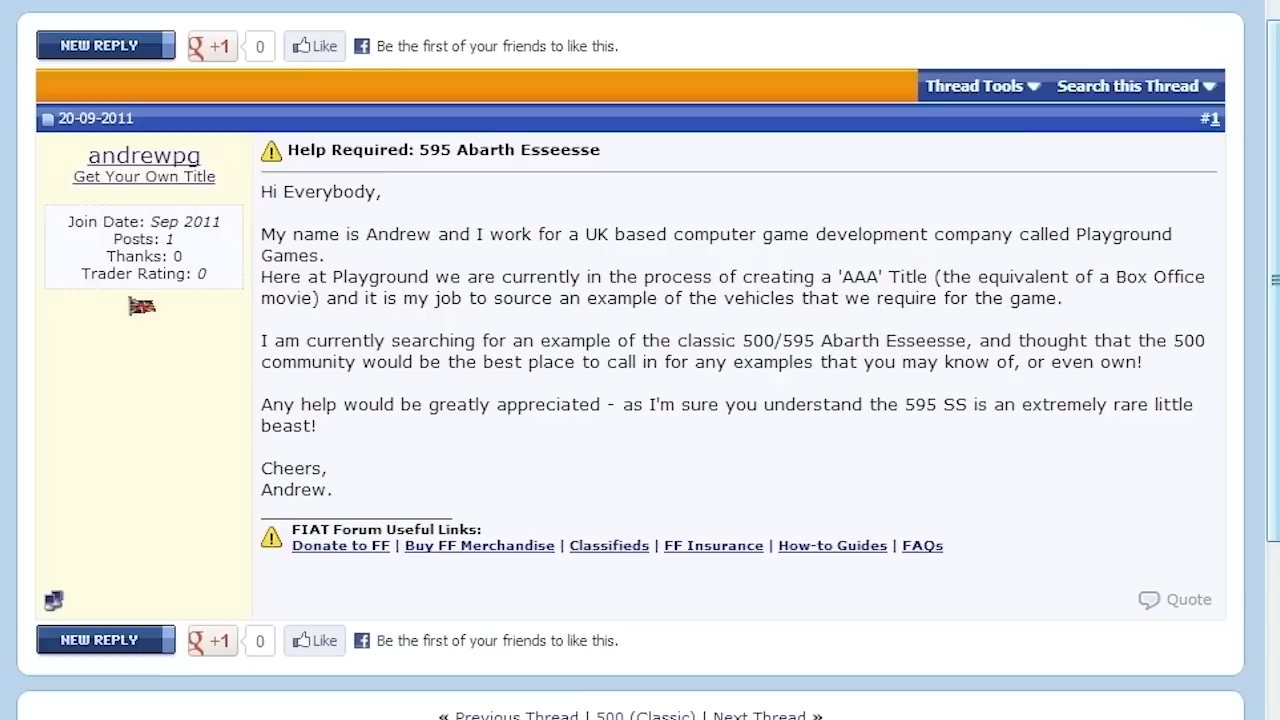 NEW REPLY +1 0 Like Be the first of your friends to like this.
Thread Tools Search this Thread
20-09-2011 #1
andrewpg
Get Your Own Title
Join Date: Sep 2011
Posts: 1
Thanks: 0
Trader Rating: 0
Help Required: 595 Abarth Esseesse
Hi Everybody,
My name is Andrew and I work for a UK based computer game development company called Playground
Games.
Here at Playground we are currently in the process of creating a 'AAA' Title (the equivalent of a Box Office
movie) and it is my job to source an example of the vehicles that we require for the game.
I am currently searching for an example of the classic 500/595 Abarth Esseesse, and thought that the 500
community would be the best place to call in for any examples that you may know of, or even own!
Any help would be greatly appreciated - as I'm sure you understand the 595 SS is an extremely rare little
beast!
Cheers,
Andrew.
FIAT Forum Useful Links:
Donate to FF | Buy FF Merchandise | Classifieds | FF Insurance | How-to Guides | FAQs
Quote
NEW REPLY +1 0 Like Be the first of your friends to like this.
« Previous Thread | 500 (Classic) | Next Thread »